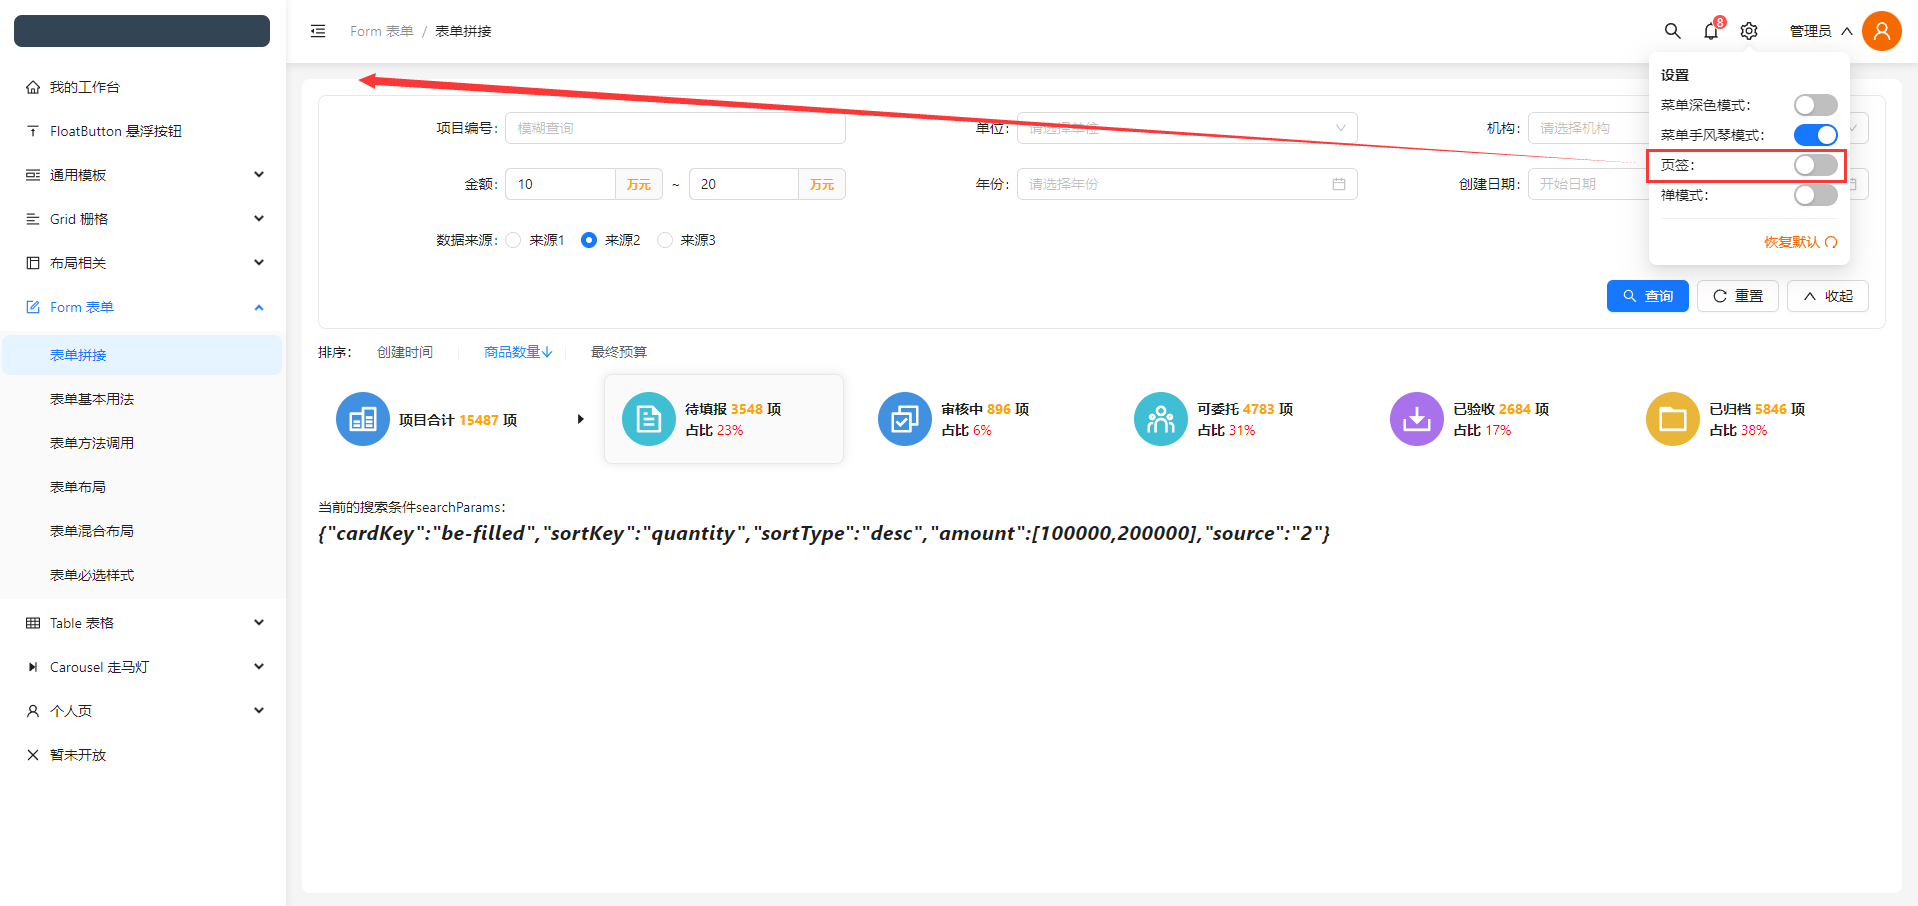 Form 表单 / 表单拼接
8
管理员
我的工作台
FloatButton 悬浮按钮
通用模板
Grid 栅格
布局相关
Form 表单
表单拼接
表单基本用法
表单方法调用
表单布局
表单混合布局
表单必选样式
Table 表格
Carousel 走马灯
个人页
暂未开放
设置
菜单深色模式：
菜单手风琴模式：
页签：
禅模式：
恢复默认
项目编号： 模糊查询 单位： 请选择单位 机构： 请选择机构
金额： 10 万元 ~ 20 万元 年份： 请选择年份 创建日期： 开始日期
数据来源： 来源1 来源2 来源3
查询 重置 收起
排序： 创建时间 商品数量 最终预算
项目合计 15487 项
待填报 3548 项
占比 23%
审核中 896 项
占比 6%
可委托 4783 项
占比 31%
已验收 2684 项
占比 17%
已归档 5846 项
占比 38%
当前的搜索条件searchParams：
{"cardKey":"be-filled","sortKey":"quantity","sortType":"desc","amount":[100000,200000],"source":"2"}